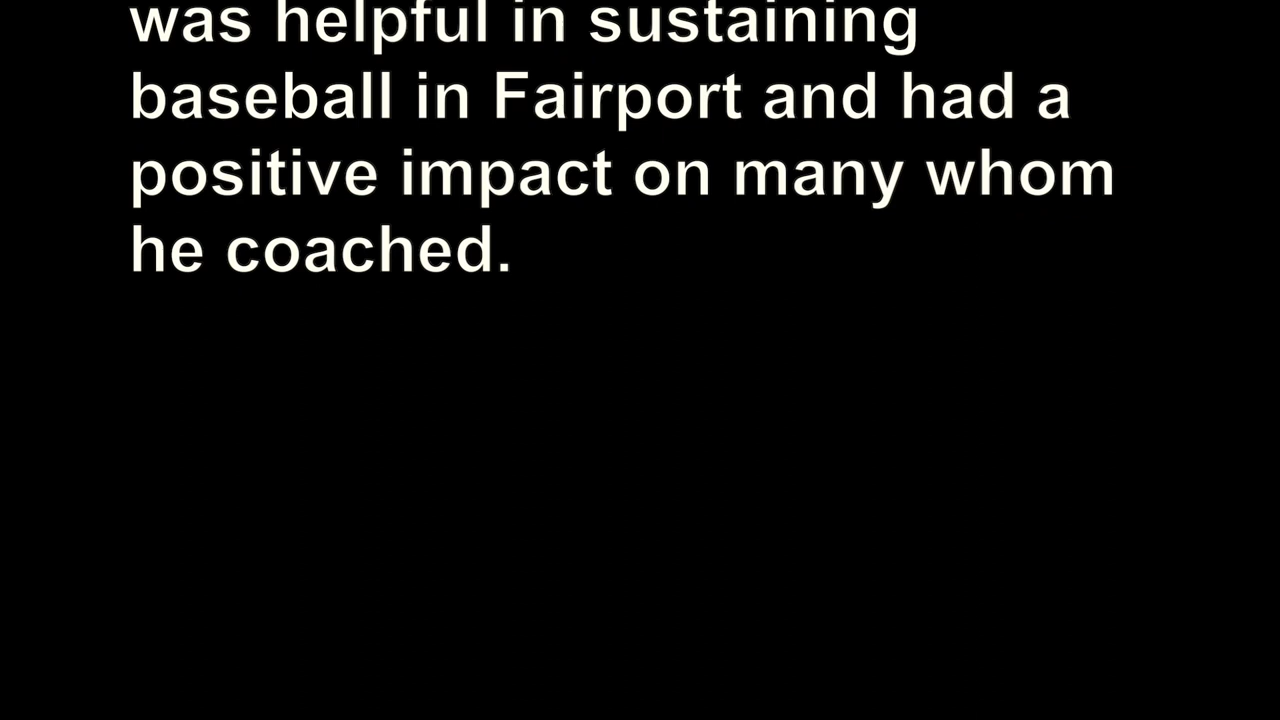 was helpful in sustaining
baseball in Fairport and had a
positive impact on many whom
he coached.